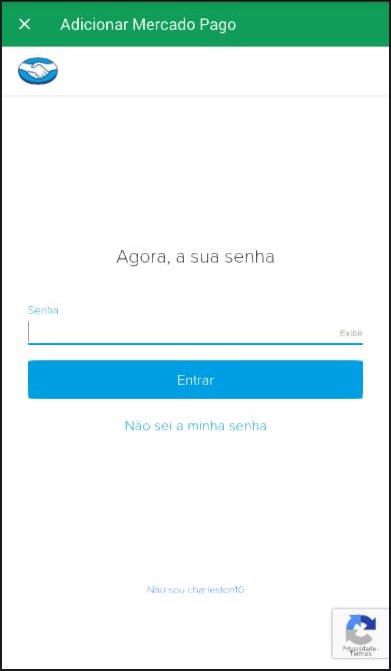 Adicionar Mercado Pago
Agora, a sua senha
Senha
Exibir
Entrar
Não sei a minha senha
Não sou charleston10
Privacidade -
Termos